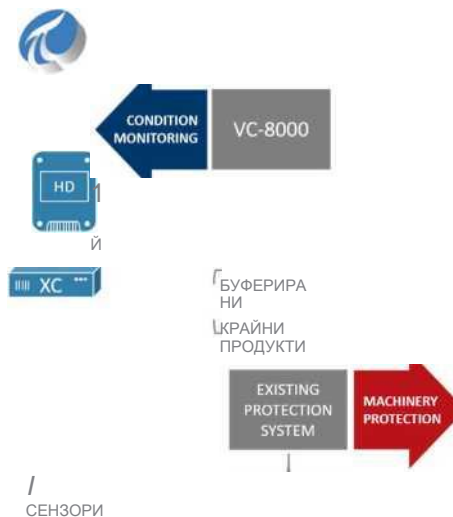 CONDITION
MONITORING
VC-8000
HD
И
Й
XC
БУФЕРИРА
НИ
КРАЙНИ
ПРОДУКТИ
EXISTING
PROTECTION
SYSTEM
MACHINERY
PROTECTION
/
СЕНЗОРИ